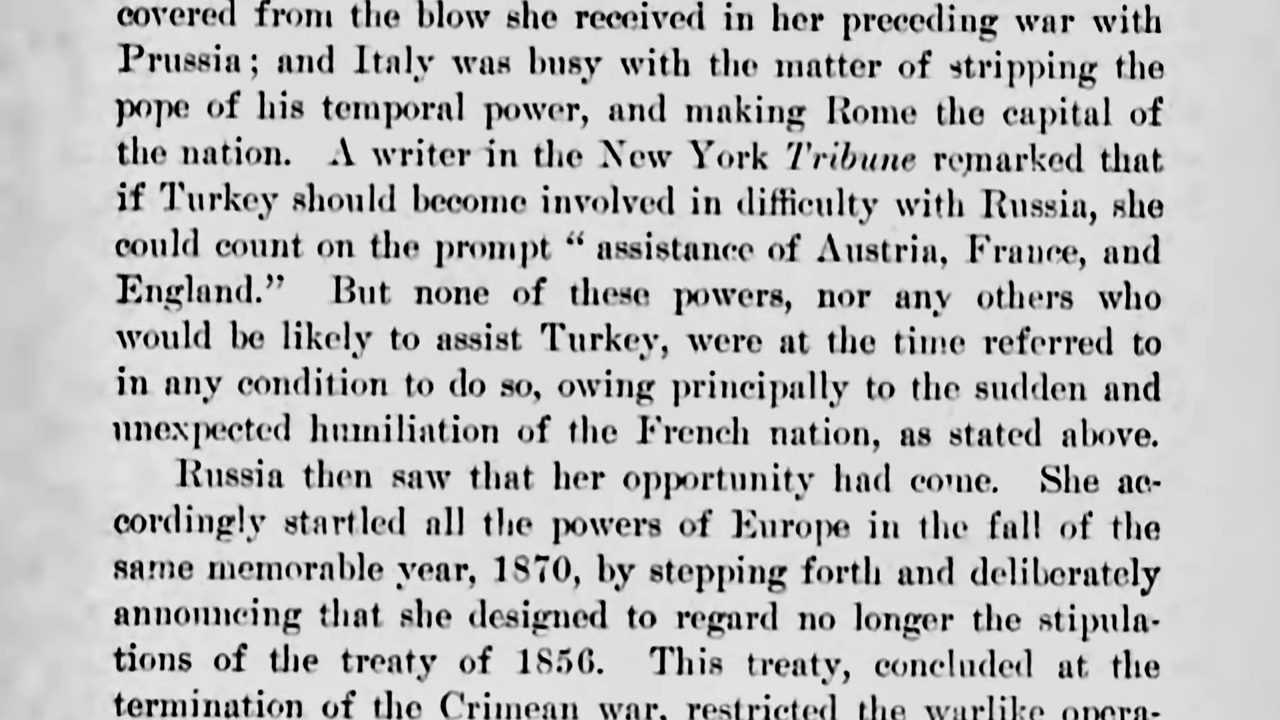 covered from the blow she received in her preceding war with
Prussia; and Italy was busy with the matter of stripping the
pope of his temporal power, and making Rome the capital of
the nation. A writer in the New York Tribune remarked that
if Turkey should become involved in difficulty with Russia, she
could count on the prompt “ assistance of Austria, France, and
England.” But none of these powers, nor any others who
would be likely to assist Turkey, were at the time referred to
in any condition to do so, owing principally to the sudden and
unexpected humiliation of the French nation, as stated above.
Russia then saw that her opportunity had come. She ac-
cordingly startled all the powers of Europe in the fall of the
same memorable year, 1870, by stepping forth and deliberately
announcing that she designed to regard no longer the stipula-
tions of the treaty of 1856. This treaty, concluded at the
termination of the Crimean war, restricted the warlike opera-